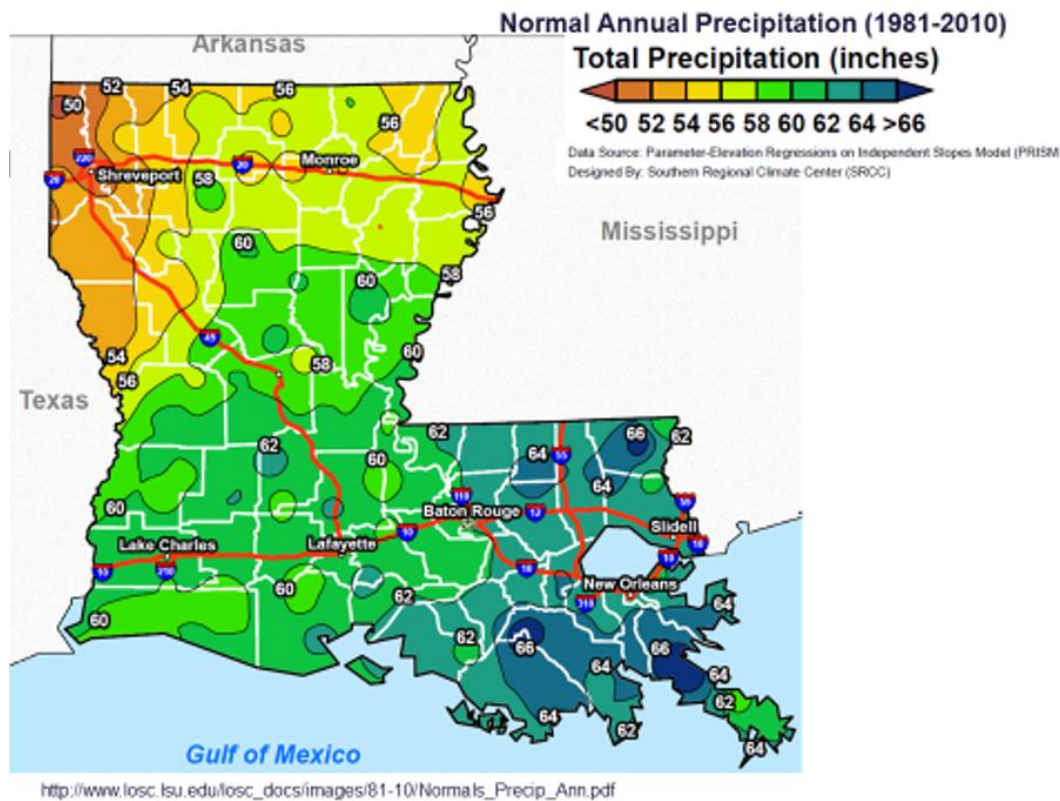 Normal Annual Precipitation (1981-2010)
Total Precipitation (inches)
<50 52 54 56 58 60 62 64 >66
Data Source: Parameter-Elevation Regressions on Independent Slopes Model (PRISM
Designed By: Southern Regional Climate Center (SRCC)
Arkansas
50 52 54 56
56
220
20 Shreveport
20
Monroe
58
56
Mississippi
60
60
58
54
60
58
56
Texas
62
62
66
62
64
55
60
64
60
110
Baton Rouge
12
59
Slidell
Lake Charles
Lafayette
10
10
10
10
210
10
New Orleans
310
60
60
62
64
62
66
66
64
64
64
62
62
64
Gulf of Mexico
http://www.losc.lsu.edu/losc_docs/images/81-10/Normals_Precip_Ann.pdf